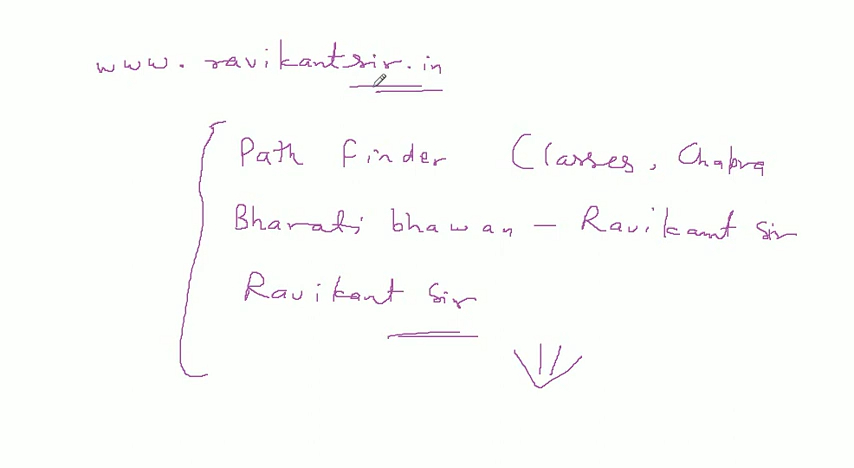 www.ravikantsir.in
Path Finder Classes, Chapra
Bharati bhawan - Ravikant Sir
Ravikant Sir